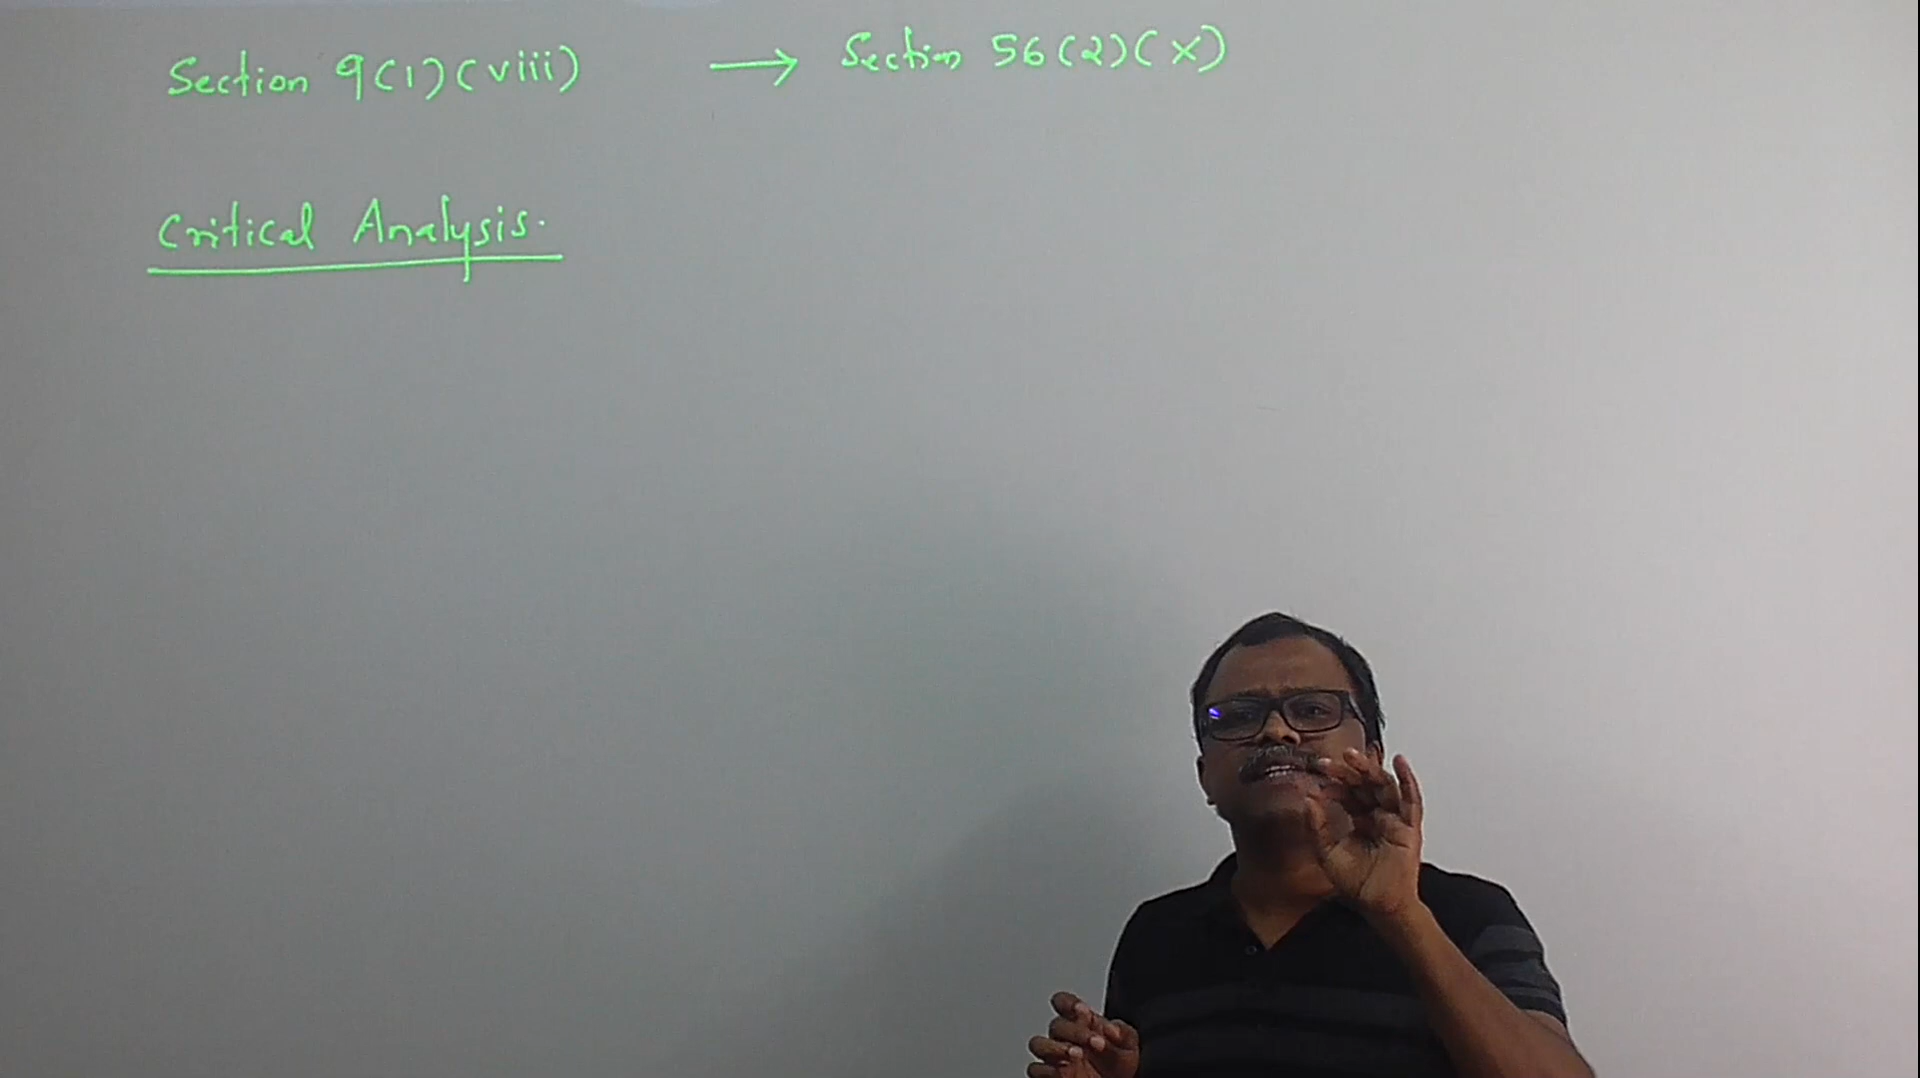 Section 9(1)(viii) → Section 56(2)(x)
Critical Analysis.